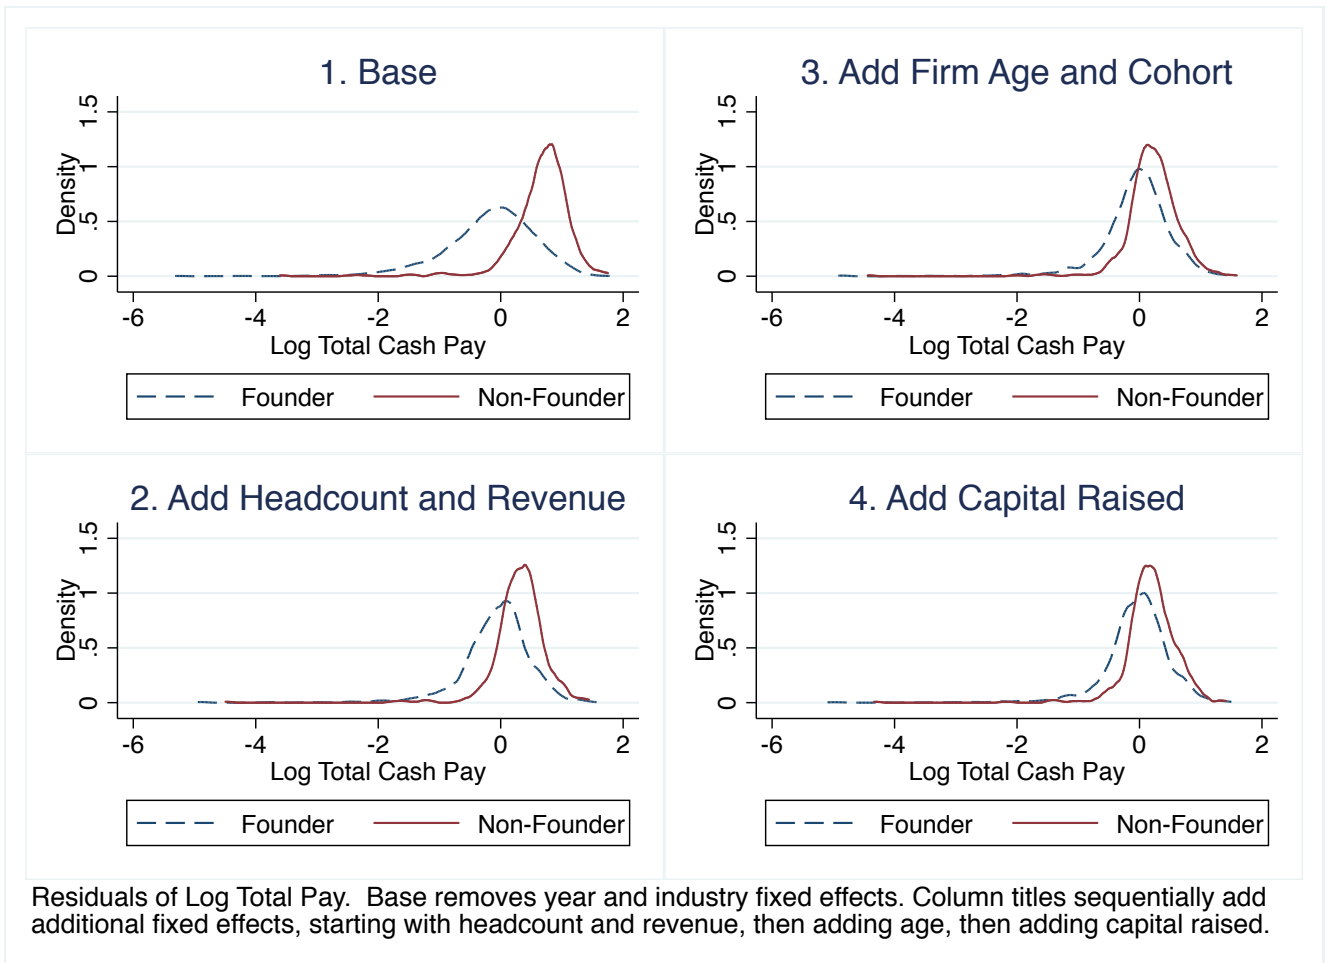 1. Base
Density
0 .5 1 1.5
-6 -4 -2 0 2
Log Total Cash Pay
Founder Non-Founder
3. Add Firm Age and Cohort
Density
0 .5 1 1.5
-6 -4 -2 0 2
Log Total Cash Pay
Founder Non-Founder
2. Add Headcount and Revenue
Density
0 .5 1 1.5
-6 -4 -2 0 2
Log Total Cash Pay
Founder Non-Founder
4. Add Capital Raised
Density
0 .5 1 1.5
-6 -4 -2 0 2
Log Total Cash Pay
Founder Non-Founder
Residuals of Log Total Pay.  Base removes year and industry fixed effects. Column titles sequentially add
additional fixed effects, starting with headcount and revenue, then adding age, then adding capital raised.